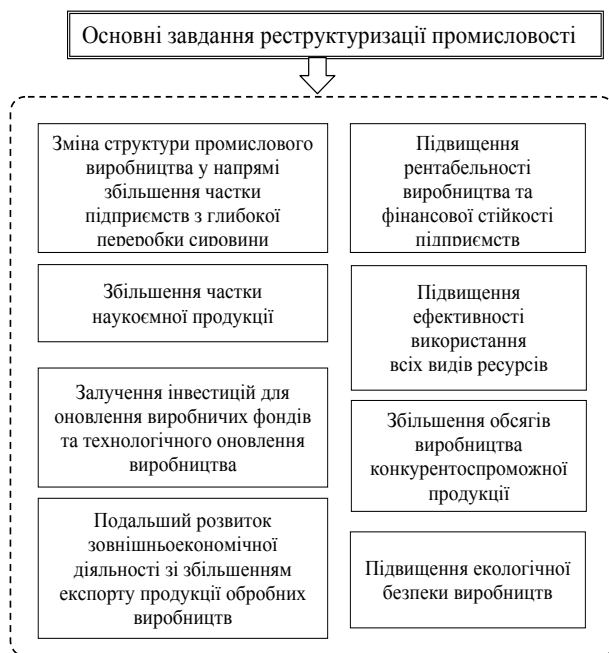 Основні завдання реструктуризації промисловості
Зміна структури промислового
виробництва у напрямі
збільшення частки
підприємств з глибокої
переробки сировини
Збільшення частки
наукоємної продукції
Залучення інвестицій для
оновлення виробничих фондів
та технологічного оновлення
виробництва
Подальший розвиток
зовнішньоекономічної
діяльності зі збільшенням
експорту продукції обробних
виробництв
Підвищення
рентабельності
виробництва та
фінансової стійкості
підприємств
Підвищення
ефективності
використання
всіх видів ресурсів
Збільшення обсягів
виробництва
конкурентоспроможної
продукції
Підвищення екологічної
безпеки виробництв